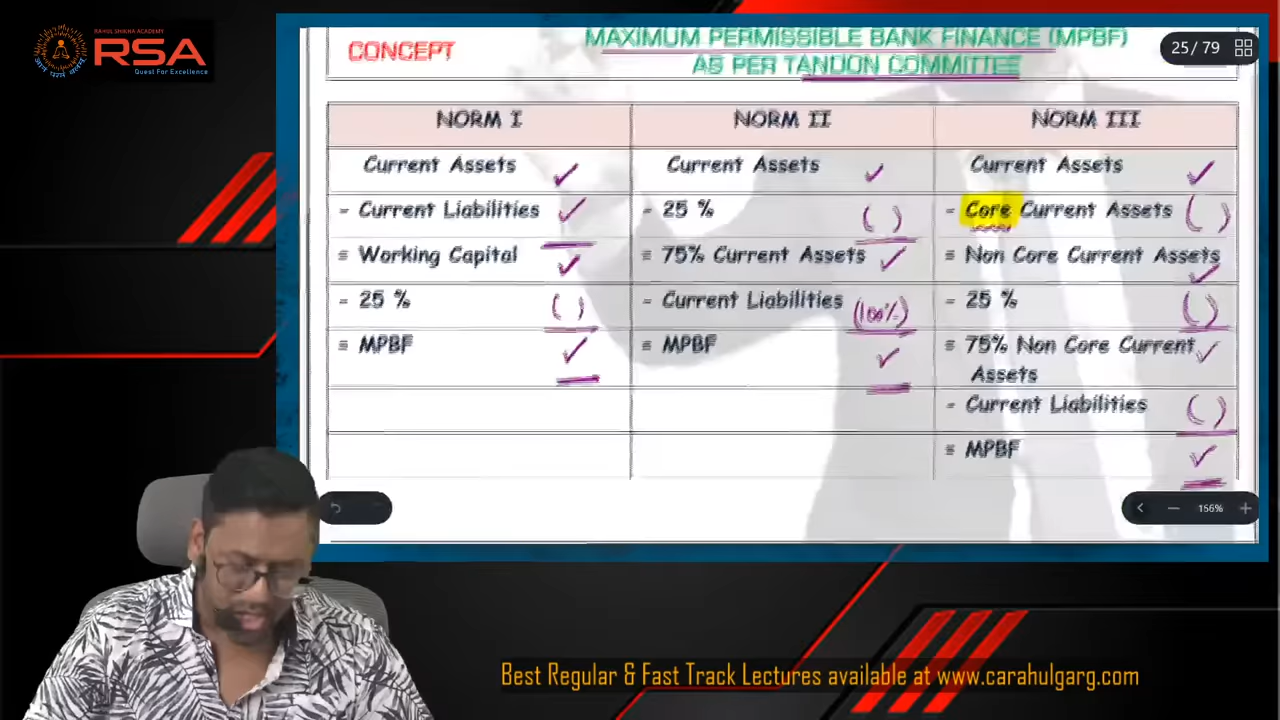 RAHUL SHIKHA ACADEMY
RSA
Quest For Excellence
CONCEPT
MAXIMUM PERMISSIBLE BANK FINANCE (MPBF)
AS PER TANDON COMMITTEE
25 / 79
NORM I
NORM II
NORM III
Current Assets ✓
Current Assets ✓
Current Assets ✓
- Current Liabilities ✓
- 25 % ( )
- Core Current Assets ( )
= Working Capital ✓
= 75% Current Assets ✓
= Non Core Current Assets ✓
- 25 % ( )
- Current Liabilities (100%)
- 25 % ( )
= MPBF ✓
= MPBF ✓
= 75% Non Core Current ✓
Assets
- Current Liabilities ( )
= MPBF ✓
156%
Best Regular & Fast Track Lectures available at www.carahulgarg.com